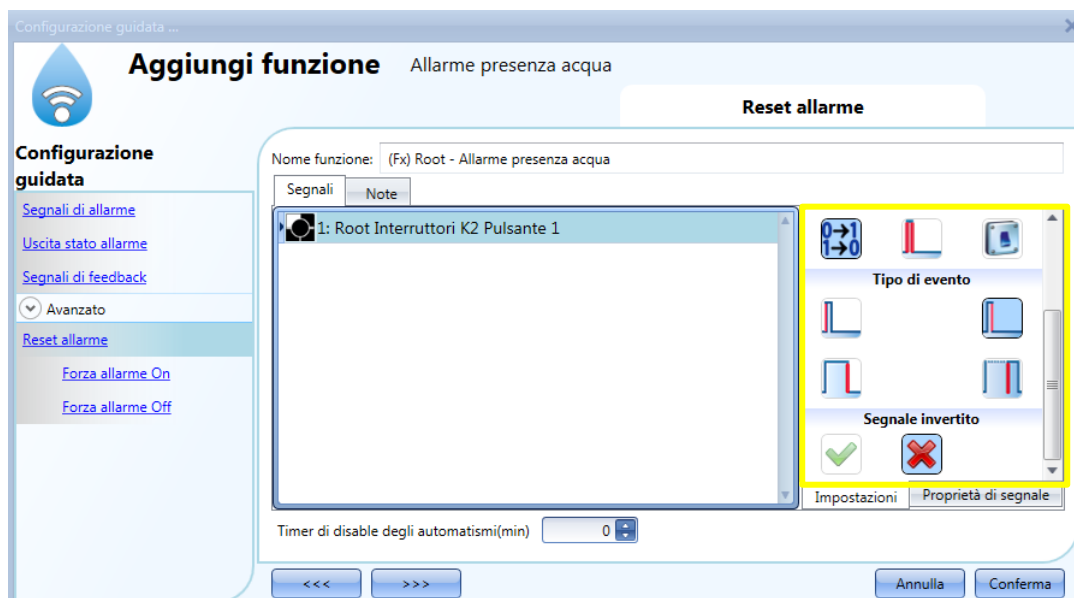 Configurazione guidata ...
Aggiungi funzione
Allarme presenza acqua
Reset allarme
Configurazione
guidata
Segnali di allarme
Uscita stato allarme
Segnali di feedback
Avanzato
Reset allarme
Forza allarme On
Forza allarme Off
Nome funzione:
(Fx) Root - Allarme presenza acqua
Segnali
Note
1: Root Interruttori K2 Pulsante 1
0→1
1→0
Tipo di evento
Segnale invertito
Impostazioni
Proprietà di segnale
Timer di disable degli automatismi(min)
0
<<<
>>>
Annulla
Conferma